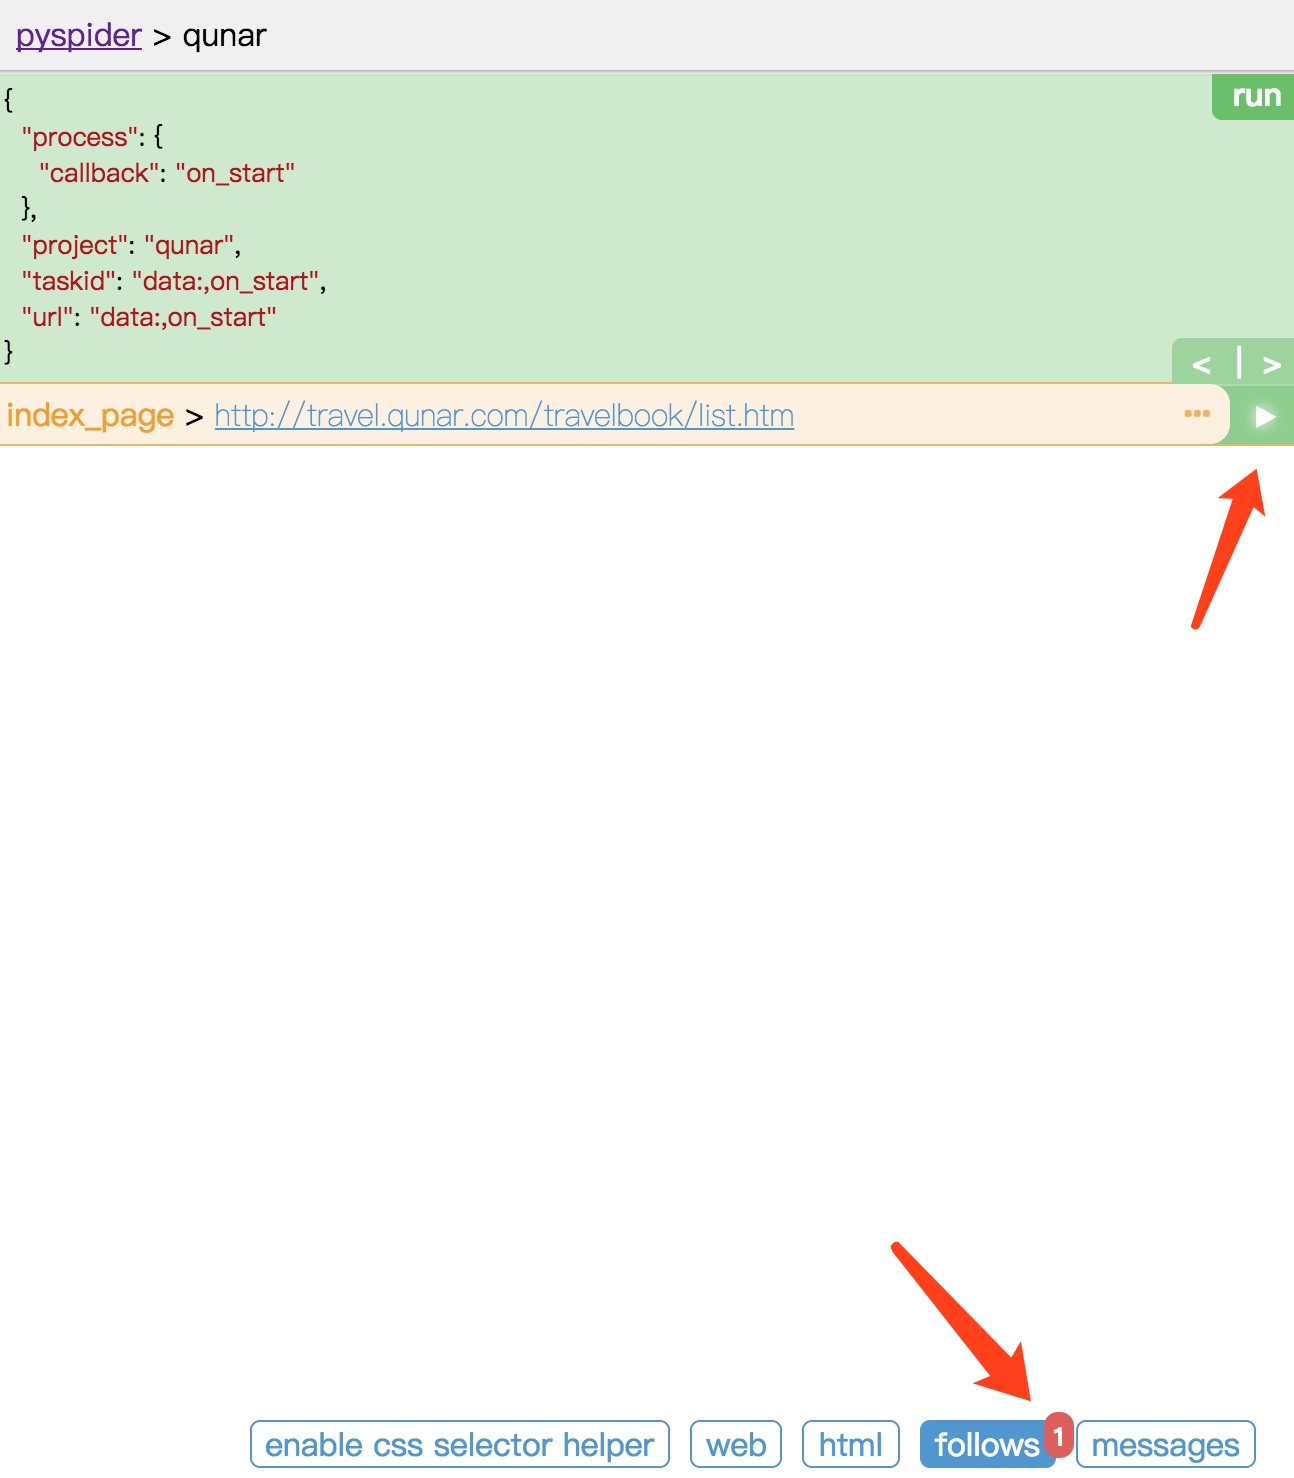 pyspider > qunar
run
{
"process": {
"callback": "on_start"
},
"project": "qunar",
"taskid": "data:,on_start",
"url": "data:,on_start"
}
< | >
index_page > http://travel.qunar.com/travelbook/list.htm ...
enable css selector helper web html follows 1 messages